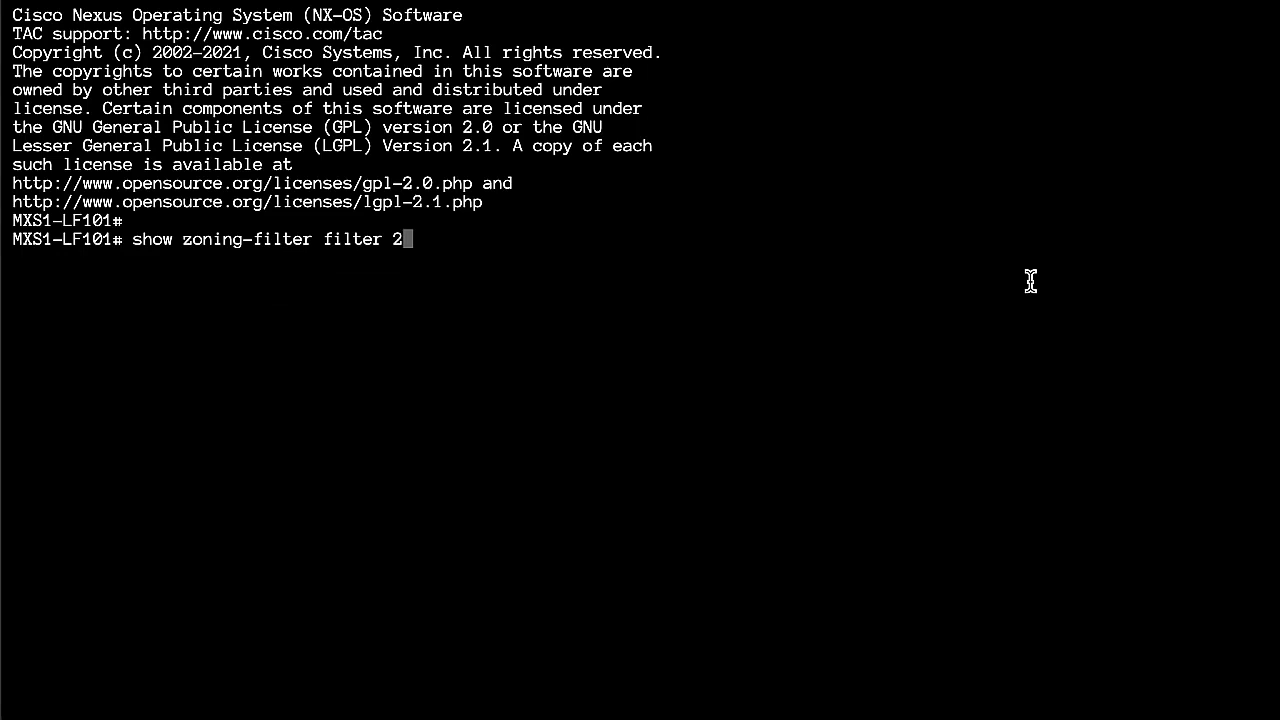 Cisco Nexus Operating System (NX-OS) Software
TAC support: http://www.cisco.com/tac
Copyright (c) 2002-2021, Cisco Systems, Inc. All rights reserved.
The copyrights to certain works contained in this software are
owned by other third parties and used and distributed under
license. Certain components of this software are licensed under
the GNU General Public License (GPL) version 2.0 or the GNU
Lesser General Public License (LGPL) Version 2.1. A copy of each
such license is available at
http://www.opensource.org/licenses/gpl-2.0.php and
http://www.opensource.org/licenses/lgpl-2.1.php
MXS1-LF101#
MXS1-LF101# show zoning-filter filter 2